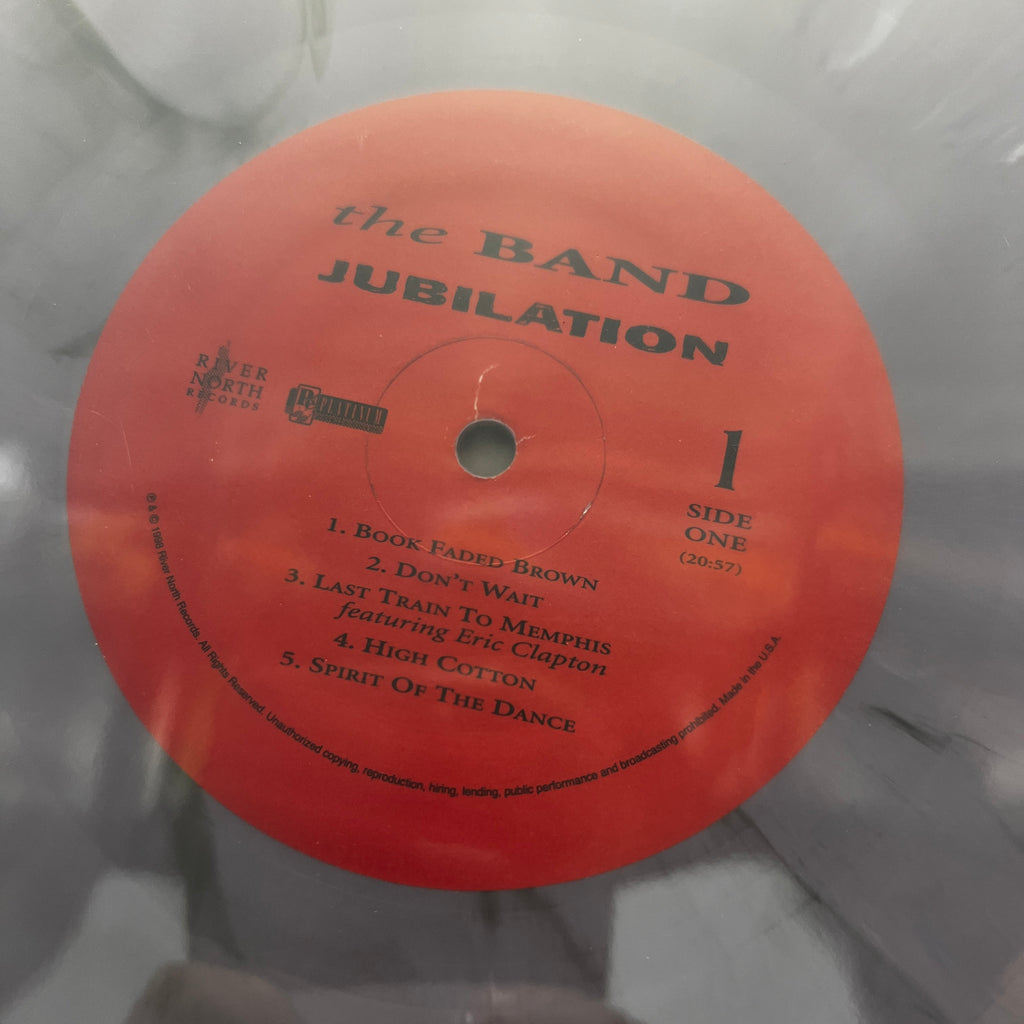 the BAND
JUBILATION
RIVER
NORTH
RECORDS
PLATINUM
1
SIDE
ONE
(20:57)
1. BOOK FADED BROWN
2. DON'T WAIT
3. LAST TRAIN TO MEMPHIS
featuring Eric Clapton
4. HIGH COTTON
5. SPIRIT OF THE DANCE
℗ & © 1998 River North Records. All Rights Reserved. Unauthorized copying, reproduction, hiring, lending, public performance and broadcasting prohibited. Made in the U.S.A.